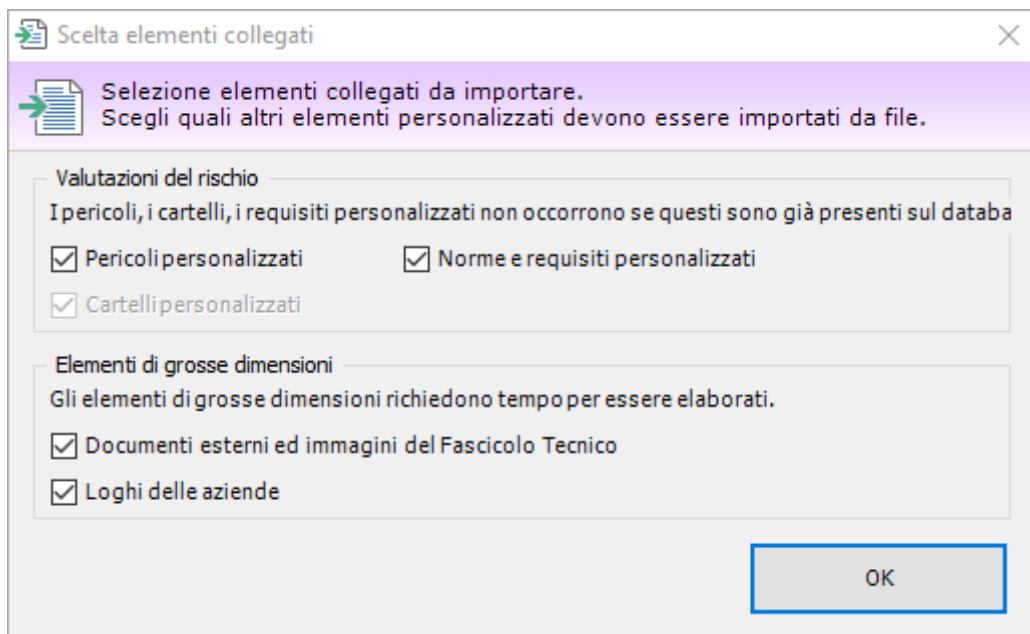 Scelta elementi collegati
Selezione elementi collegati da importare.
Scegli quali altri elementi personalizzati devono essere importati da file.
Valutazioni del rischio
I pericoli, i cartelli, i requisiti personalizzati non occorrono se questi sono già presenti sul databa
Pericoli personalizzati Norme e requisiti personalizzati
Cartelli personalizzati
Elementi di grosse dimensioni
Gli elementi di grosse dimensioni richiedono tempo per essere elaborati.
Documenti esterni ed immagini del Fascicolo Tecnico
Loghi delle aziende
OK